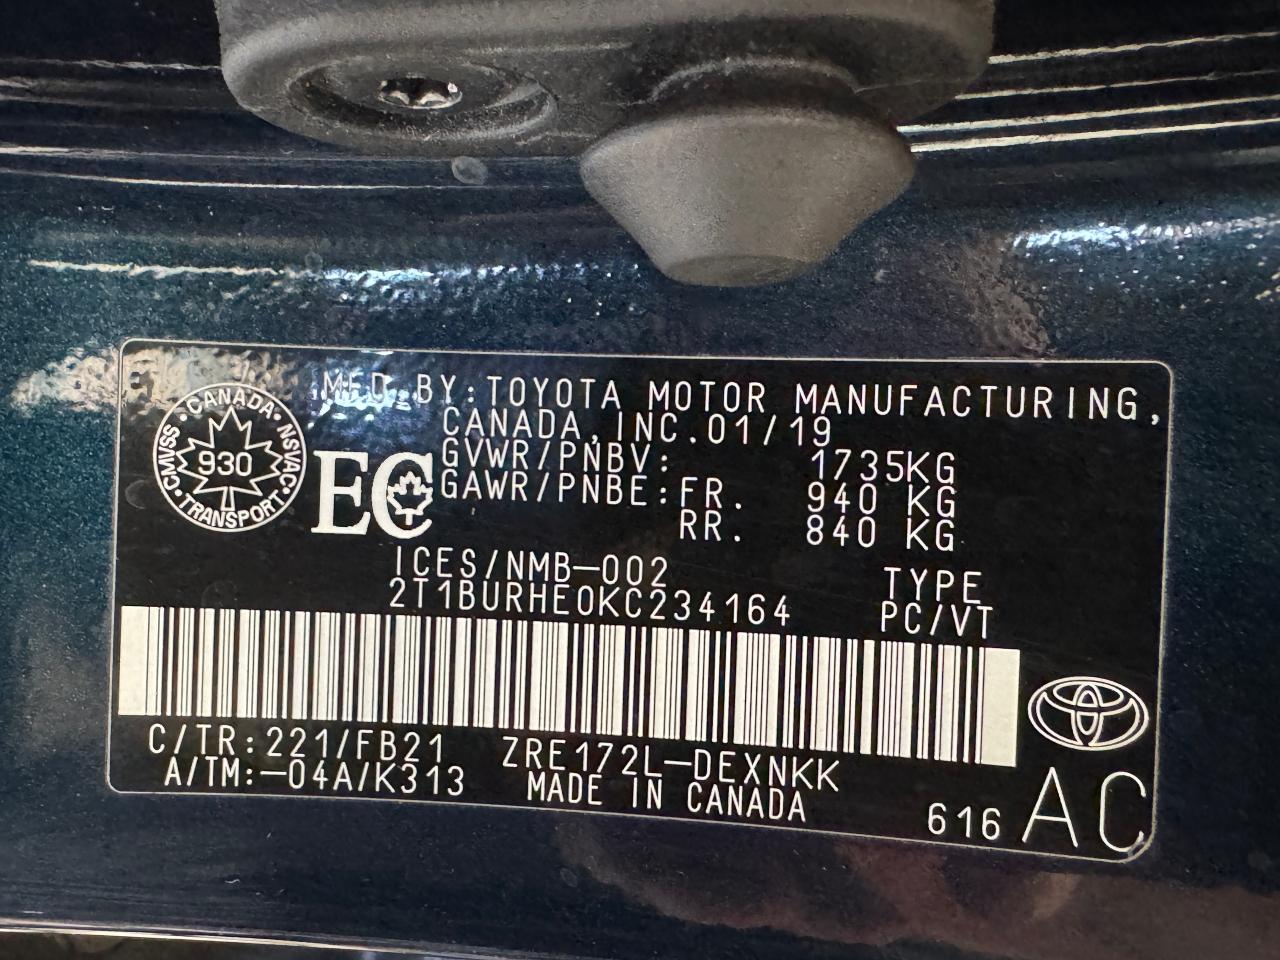 MFD.BY:TOYOTA MOTOR MANUFACTURING,
CANADA,INC.01/19
GVWR/PNBV: 1735KG
GAWR/PNBE:FR. 940 KG
RR. 840 KG
CANADA NSVAC TRANSPORT CMVSS
930
EC
ICES/NMB-002
2T1BURHE0KC234164
TYPE
PC/VT
C/TR:221/FB21 ZRE172L-DEXNKK
A/TM:-04A/K313 MADE IN CANADA
616 AC